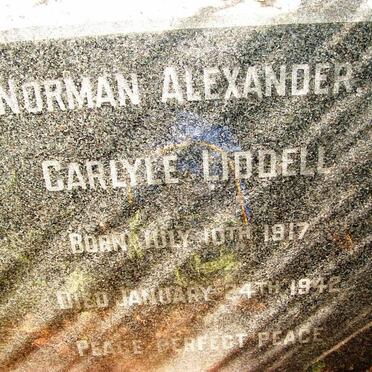 NORMAN ALEXANDER.
CARLYLE LIDDELL
BORN JULY 10TH 1917
DIED JANUARY 24TH 1942
PEACE PERFECT PEACE